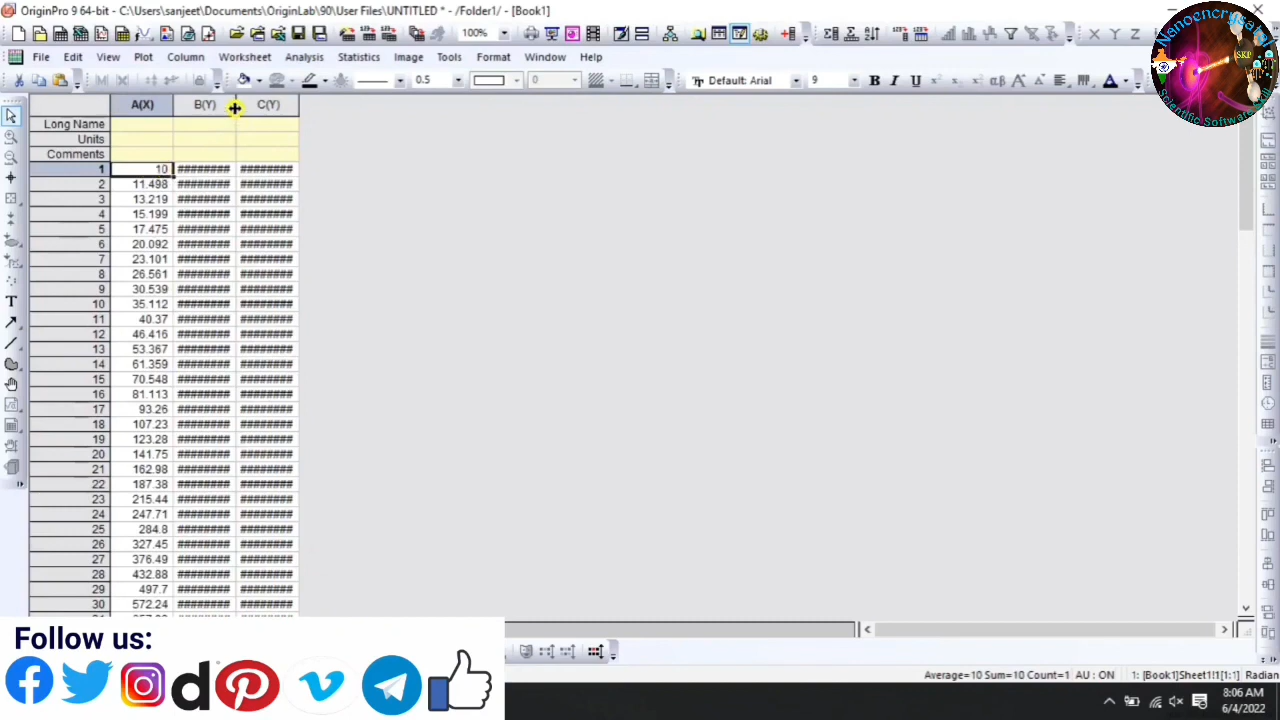 OriginPro 9 64-bit - C:\Users\sanjeet\Documents\OriginLab\90\User Files\UNTITLED * - /Folder1/ - [Book1]
100%
File Edit View Plot Column Worksheet Analysis Statistics Image Tools Format Window Help
0.5 0 Default: Arial 9 B I U
A(X) B(Y) C(Y)
Long Name
Units
Comments
1 10 ######## ########
2 11.498 ######## ########
3 13.219 ######## ########
4 15.199 ######## ########
5 17.475 ######## ########
6 20.092 ######## ########
7 23.101 ######## ########
8 26.561 ######## ########
9 30.539 ######## ########
10 35.112 ######## ########
11 40.37 ######## ########
12 46.416 ######## ########
13 53.367 ######## ########
14 61.359 ######## ########
15 70.548 ######## ########
16 81.113 ######## ########
17 93.26 ######## ########
18 107.23 ######## ########
19 123.28 ######## ########
20 141.75 ######## ########
21 162.98 ######## ########
22 187.38 ######## ########
23 215.44 ######## ########
24 247.71 ######## ########
25 284.8 ######## ########
26 327.45 ######## ########
27 376.49 ######## ########
28 432.88 ######## ########
29 497.7 ######## ########
30 572.24 ######## ########
Follow us:
Average=10 Sum=10 Count=1 AU : ON 1: [Book1]Sheet1!1[1:1] Radian
8:06 AM
6/4/2022
SKP